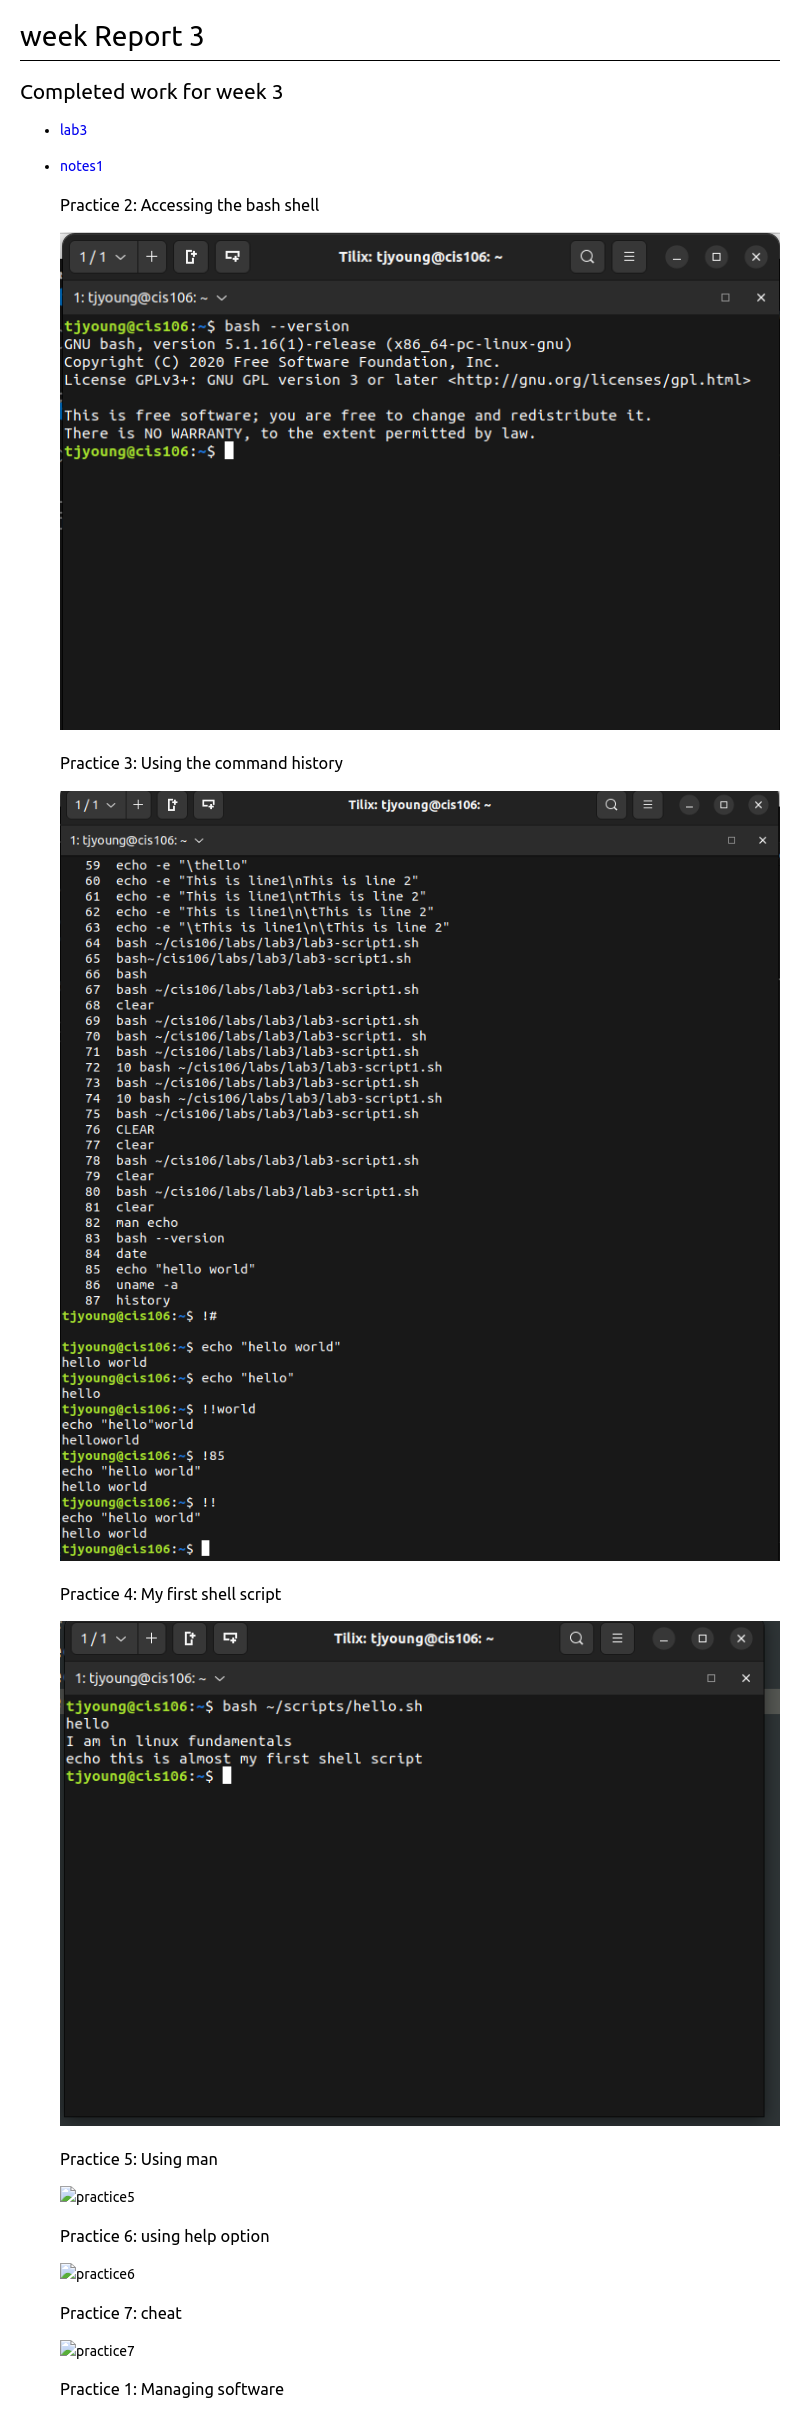 week Report 3
Completed work for week 3
• lab3
• notes1
Practice 2: Accessing the bash shell
1 / 1
Tilix: tjyoung@cis106: ~
1: tjyoung@cis106: ~
tjyoung@cis106:~$ bash --version
GNU bash, version 5.1.16(1)-release (x86_64-pc-linux-gnu)
Copyright (C) 2020 Free Software Foundation, Inc.
License GPLv3+: GNU GPL version 3 or later <http://gnu.org/licenses/gpl.html>
This is free software; you are free to change and redistribute it.
There is NO WARRANTY, to the extent permitted by law.
tjyoung@cis106:~$
Practice 3: Using the command history
1 / 1
Tilix: tjyoung@cis106: ~
1: tjyoung@cis106: ~
59  echo -e "\thello"
60  echo -e "This is line1\nThis is line 2"
61  echo -e "This is line1\ntThis is line 2"
62  echo -e "This is line1\n\tThis is line 2"
63  echo -e "\tThis is line1\n\tThis is line 2"
64  bash ~/cis106/labs/lab3/lab3-script1.sh
65  bash~/cis106/labs/lab3/lab3-script1.sh
66  bash
67  bash ~/cis106/labs/lab3/lab3-script1.sh
68  clear
69  bash ~/cis106/labs/lab3/lab3-script1.sh
70  bash ~/cis106/labs/lab3/lab3-script1. sh
71  bash ~/cis106/labs/lab3/lab3-script1.sh
72  10 bash ~/cis106/labs/lab3/lab3-script1.sh
73  bash ~/cis106/labs/lab3/lab3-script1.sh
74  10 bash ~/cis106/labs/lab3/lab3-script1.sh
75  bash ~/cis106/labs/lab3/lab3-script1.sh
76  CLEAR
77  clear
78  bash ~/cis106/labs/lab3/lab3-script1.sh
79  clear
80  bash ~/cis106/labs/lab3/lab3-script1.sh
81  clear
82  man echo
83  bash --version
84  date
85  echo "hello world"
86  uname -a
87  history
tjyoung@cis106:~$ !#
tjyoung@cis106:~$ echo "hello world"
hello world
tjyoung@cis106:~$ echo "hello"
hello
tjyoung@cis106:~$ !!world
echo "hello"world
helloworld
tjyoung@cis106:~$ !85
echo "hello world"
hello world
tjyoung@cis106:~$ !!
echo "hello world"
hello world
tjyoung@cis106:~$
Practice 4: My first shell script
1 / 1
Tilix: tjyoung@cis106: ~
1: tjyoung@cis106: ~
tjyoung@cis106:~$ bash ~/scripts/hello.sh
hello
I am in linux fundamentals
echo this is almost my first shell script
tjyoung@cis106:~$
Practice 5: Using man
practice5
Practice 6: using help option
practice6
Practice 7: cheat
practice7
Practice 1: Managing software